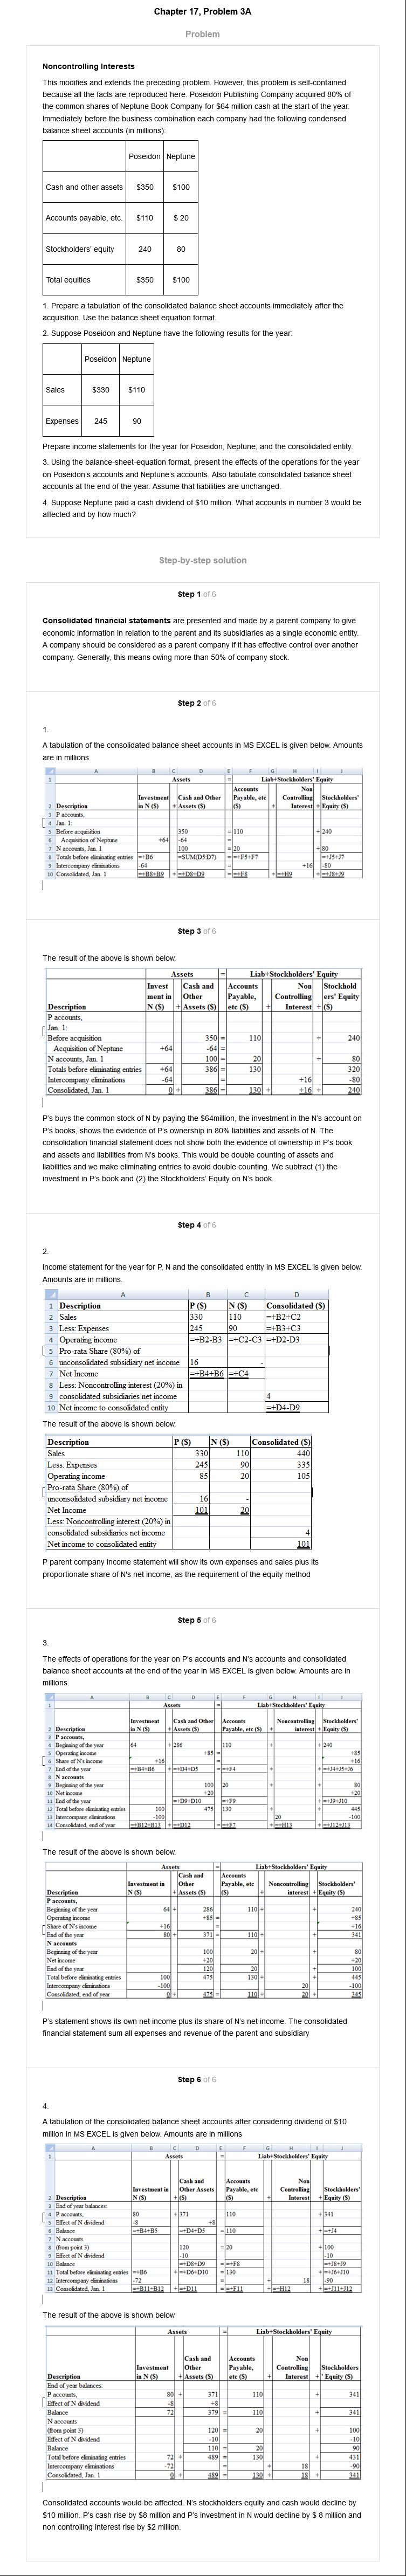 Chapter 17, Problem 3A
Problem
Noncontrolling Interests
This modifies and extends the preceding problem. However, this problem is self-contained
because all the facts are reproduced here. Poseidon Publishing Company acquired 80% of
the common shares of Neptune Book Company for $64 million cash at the start of the year.
Immediately before the business combination each company had the following condensed
balance sheet accounts (in millions):
Poseidon Neptune
Cash and other assets $350 $100
Accounts payable, etc. $110 $ 20
Stockholders' equity 240 80
Total equities $350 $100
1. Prepare a tabulation of the consolidated balance sheet accounts immediately after the
acquisition. Use the balance sheet equation format.
2. Suppose Poseidon and Neptune have the following results for the year:
Poseidon Neptune
Sales $330 $110
Expenses 245 90
Prepare income statements for the year for Poseidon, Neptune, and the consolidated entity.
3. Using the balance-sheet-equation format, present the effects of the operations for the year
on Poseidon's accounts and Neptune's accounts. Also tabulate consolidated balance sheet
accounts at the end of the year. Assume that liabilities are unchanged.
4. Suppose Neptune paid a cash dividend of $10 million. What accounts in number 3 would be
affected and by how much?
Step-by-step solution
Step 1 of 6
Consolidated financial statements are presented and made by a parent company to give
economic information in relation to the parent and its subsidiaries as a single economic entity.
A company should be considered as a parent company if it has effective control over another
company. Generally, this means owing more than 50% of company stock.
Step 2 of 6
1.
A tabulation of the consolidated balance sheet accounts in MS EXCEL is given below. Amounts
are in millions
A B C D E F G H I J
1 Assets = Liab+Stockholders' Equity
Investment Cash and Other Accounts Payable, etc Non Controlling Stockholders'
2 Description in N ($) + Assets ($) ($) + Interest + Equity ($)
3 P accounts,
4 Jan. 1:
5 Before acquisition 350 = 110 + 240
6 Acquisition of Neptune +64 -64 =
7 N accounts, Jan. 1 100 = 20 + 80
8 Totals before eliminating entries =+B6 =SUM(D5:D7) = =+F5+F7 =+J5+J7
9 Intercompany eliminations -64 +16 -80
10 Consolidated, Jan. 1 =+B8+B9 + =+D8+D9 = =+F8 + =+H9 =+J8+J9
Step 3 of 6
The result of the above is shown below.
Assets = Liab+Stockholders' Equity
Invest Cash and Accounts Non Stockhold
ment in Other Payable, Controlling ers' Equity
Description N ($) + Assets ($) etc ($) + Interest + ($)
P accounts,
Jan. 1:
Before acquisition 350 = 110 + 240
Acquisition of Neptune +64 -64 =
N accounts, Jan. 1 100 = 20 + 80
Totals before eliminating entries +64 386 = 130 320
Intercompany eliminations -64 +16 -80
Consolidated, Jan. 1 0 + 386 = 130 + +16 + 240
P's buys the common stock of N by paying the $64million, the investment in the N's account on
P's books, shows the evidence of P's ownership in 80% liabilities and assets of N. The
consolidation financial statement does not show both the evidence of ownership in P's book
and assets and liabilities from N's books. This would be double counting of assets and
liabilities and we make eliminating entries to avoid double counting. We subtract (1) the
investment in P's book and (2) the Stockholders' Equity on N's book.
Step 4 of 6
2.
Income statement for the year for P, N and the consolidated entity in MS EXCEL is given below.
Amounts are in millions.
A B C D
1 Description P ($) N ($) Consolidated ($)
2 Sales 330 110 =+B2+C2
3 Less: Expenses 245 90 =+B3+C3
4 Operating income =+B2-B3 =+C2-C3 =+D2-D3
5 Pro-rata Share (80%) of
6 unconsolidated subsidiary net income 16 -
7 Net Income =+B4+B6 =+C4
8 Less: Noncontrolling interest (20%) in
9 consolidated subsidiaries net income 4
10 Net income to consolidated entity =+D4-D9
The result of the above is shown below.
Description P ($) N ($) Consolidated ($)
Sales 330 110 440
Less: Expenses 245 90 335
Operating income 85 20 105
Pro-rata Share (80%) of
unconsolidated subsidiary net income 16 -
Net Income 101 20
Less: Noncontrolling interest (20%) in
consolidated subsidiaries net income 4
Net income to consolidated entity 101
P parent company income statement will show its own expenses and sales plus its
proportionate share of N's net income, as the requirement of the equity method
Step 5 of 6
3.
The effects of operations for the year on P's accounts and N's accounts and consolidated
balance sheet accounts at the end of the year in MS EXCEL is given below. Amounts are in
millions.
A B C D E F G H I J
1 Assets = Liab+Stockholders' Equity
Investment Cash and Other Accounts Noncontrolling Stockholders'
2 Description in N ($) + Assets ($) Payable, etc ($) + interest + Equity ($)
3 P accounts,
4 Beginning of the year 64 + 286 110 + 240
5 Operating income +85 = +85
6 Share of N's income +16 = +16
7 End of the year =+B4+B6 =+D4+D5 =+F4 =+J4+J5+J6
8 N accounts
9 Beginning of the year 100 20 80
10 Net income +20 +20
11 End of the year =+D9+D10 =+F9 =+J9+J10
12 Total before eliminating entries 100 475 130 445
13 Intercompany eliminations -100 20 -100
14 Consolidated, end of year =+B12+B13 =+D12 =+F7 =+H13 =+J12+J13
The result of the above is shown below.
Assets Liab+Stockholders' Equity
Cash and Accounts
Investment in Other Payable, etc Noncontrolling Stockholders'
Description N ($) + Assets ($) ($) + interest + Equity ($)
P accounts,
Beginning of the year 64 + 286 110 + 240
Operating income +85 = +85
Share of N's income +16 = +16
End of the year 80 + 371 110 + 341
N accounts
Beginning of the year 100 20 + 80
Net income +20 +20
End of the year 120 20 100
Total before eliminating entries 100 475 130 + 445
Intercompany eliminations -100 20 -100
Consolidated, end of year 0 + 475 = 110 + 20 + 345
P's statement shows its own net income plus its share of N's net income. The consolidated
financial statement sum all expenses and revenue of the parent and subsidiary
Step 6 of 6
4.
A tabulation of the consolidated balance sheet accounts after considering dividend of $10
million in MS EXCEL is given below. Amounts are in millions
A B C D E F G H I J
1 Assets = Liab+Stockholders' Equity
Cash and Accounts Non
Investment in Other Assets Payable, etc Controlling Stockholders'
2 Description N ($) + ($) ($) Interest + Equity ($)
3 End of year balances:
4 P accounts, 80 + 371 110 + 341
5 Effect of N dividend -8 +8
6 Balance =+B4+B5 =+D4+D5 = 110 =+J4
7 N accounts
8 (from point 3) 120 = 20 + 100
9 Effect of N dividend -10 -10
10 Balance =+D8+D9 =+F8 =+J8+J9
11 Total before eliminating entries =+B6 =+D6+D10 = 130 =+J6+J10
12 Intercompany eliminations -72 18 -90
13 Consolidated, Jan. 1 =+B11+B12 + =+D11 = =+F11 + =+H12 =+J11+J12
The result of the above is shown below
Assets = Liab+Stockholders' Equity
Cash and Accounts Non
Investment Other Payable, Controlling Stockholders
Description in N ($) + Assets ($) etc ($) + Interest + ' Equity ($)
End of year balances:
P accounts, 80 + 371 110 + 341
Effect of N dividend -8 +8
Balance 72 379 = 110 + 341
N accounts
(from point 3) 120 = 20 + 100
Effect of N dividend -10 = -10
Balance 110 = 20 90
Total before eliminating entries 72 + 489 = 130 431
Intercompany eliminations -72 + 18 -90
Consolidated, Jan. 1 0 + 489 = 130 + 18 + 341
Consolidated accounts would be affected. N's stockholders equity and cash would decline by
$10 million. P's cash rise by $8 million and P's investment in N would decline by $ 8 million and
non controlling interest rise by $2 million.